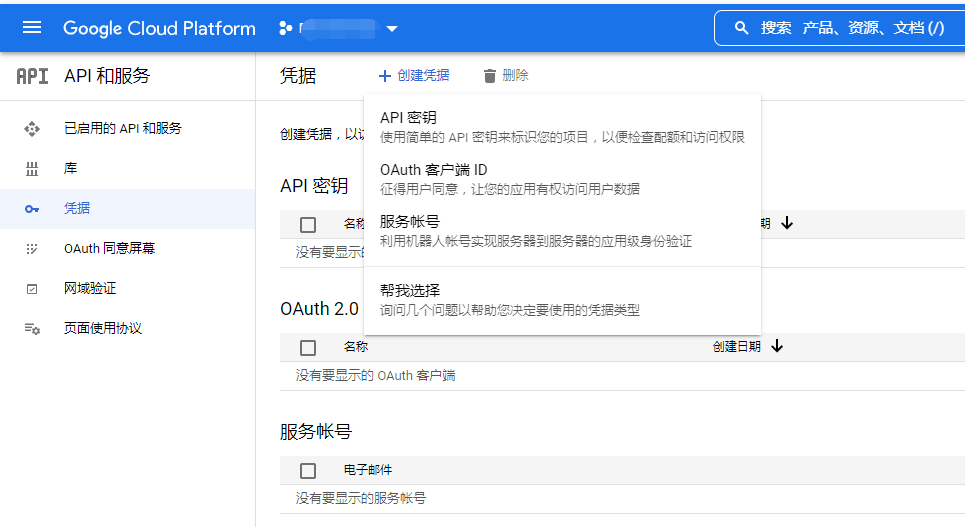 Google Cloud Platform
搜索 产品、资源、文档 (/)
API API 和服务
凭据
创建凭据
删除
已启用的 API 和服务
库
凭据
OAuth 同意屏幕
网域验证
页面使用协议
创建凭据，以
API 密钥
使用简单的 API 密钥来标识您的项目，以便检查配额和访问权限
OAuth 客户端 ID
征得用户同意，让您的应用有权访问用户数据
服务帐号
利用机器人帐号实现服务器到服务器的应用级身份验证
帮我选择
询问几个问题以帮助您决定要使用的凭据类型
API 密钥
名称
期
没有要显示的
OAuth 2.0
名称
创建日期
没有要显示的 OAuth 客户端
服务帐号
电子邮件
没有要显示的服务帐号